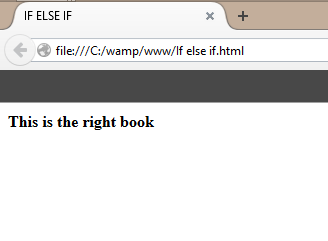 IF ELSE IF
file:///C:/wamp/www/If else if.html
This is the right book